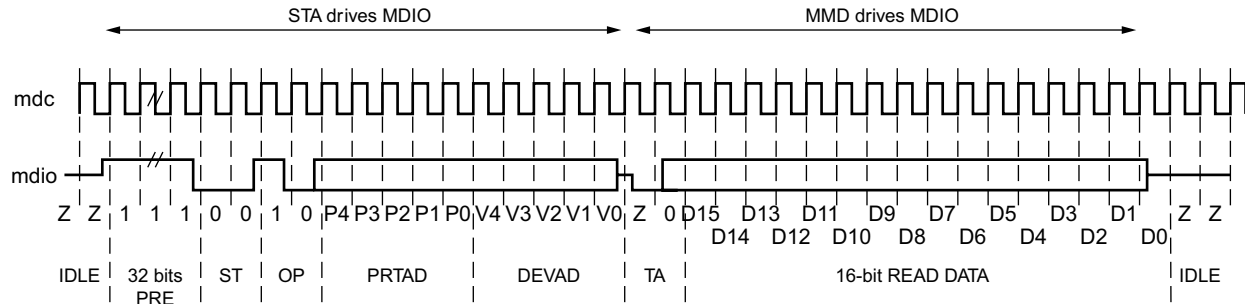 STA drives MDIO MMD drives MDIO
mdc
mdio
Z Z 1 1 1 0 0 1 0 P4 P3 P2 P1 P0 V4 V3 V2 V1 V0 Z 0 D15 D13 D11 D9 D7 D5 D3 D1 Z Z
D14 D12 D10 D8 D6 D4 D2 D0
IDLE 32 bits ST OP PRTAD DEVAD TA 16-bit READ DATA IDLE
PRE